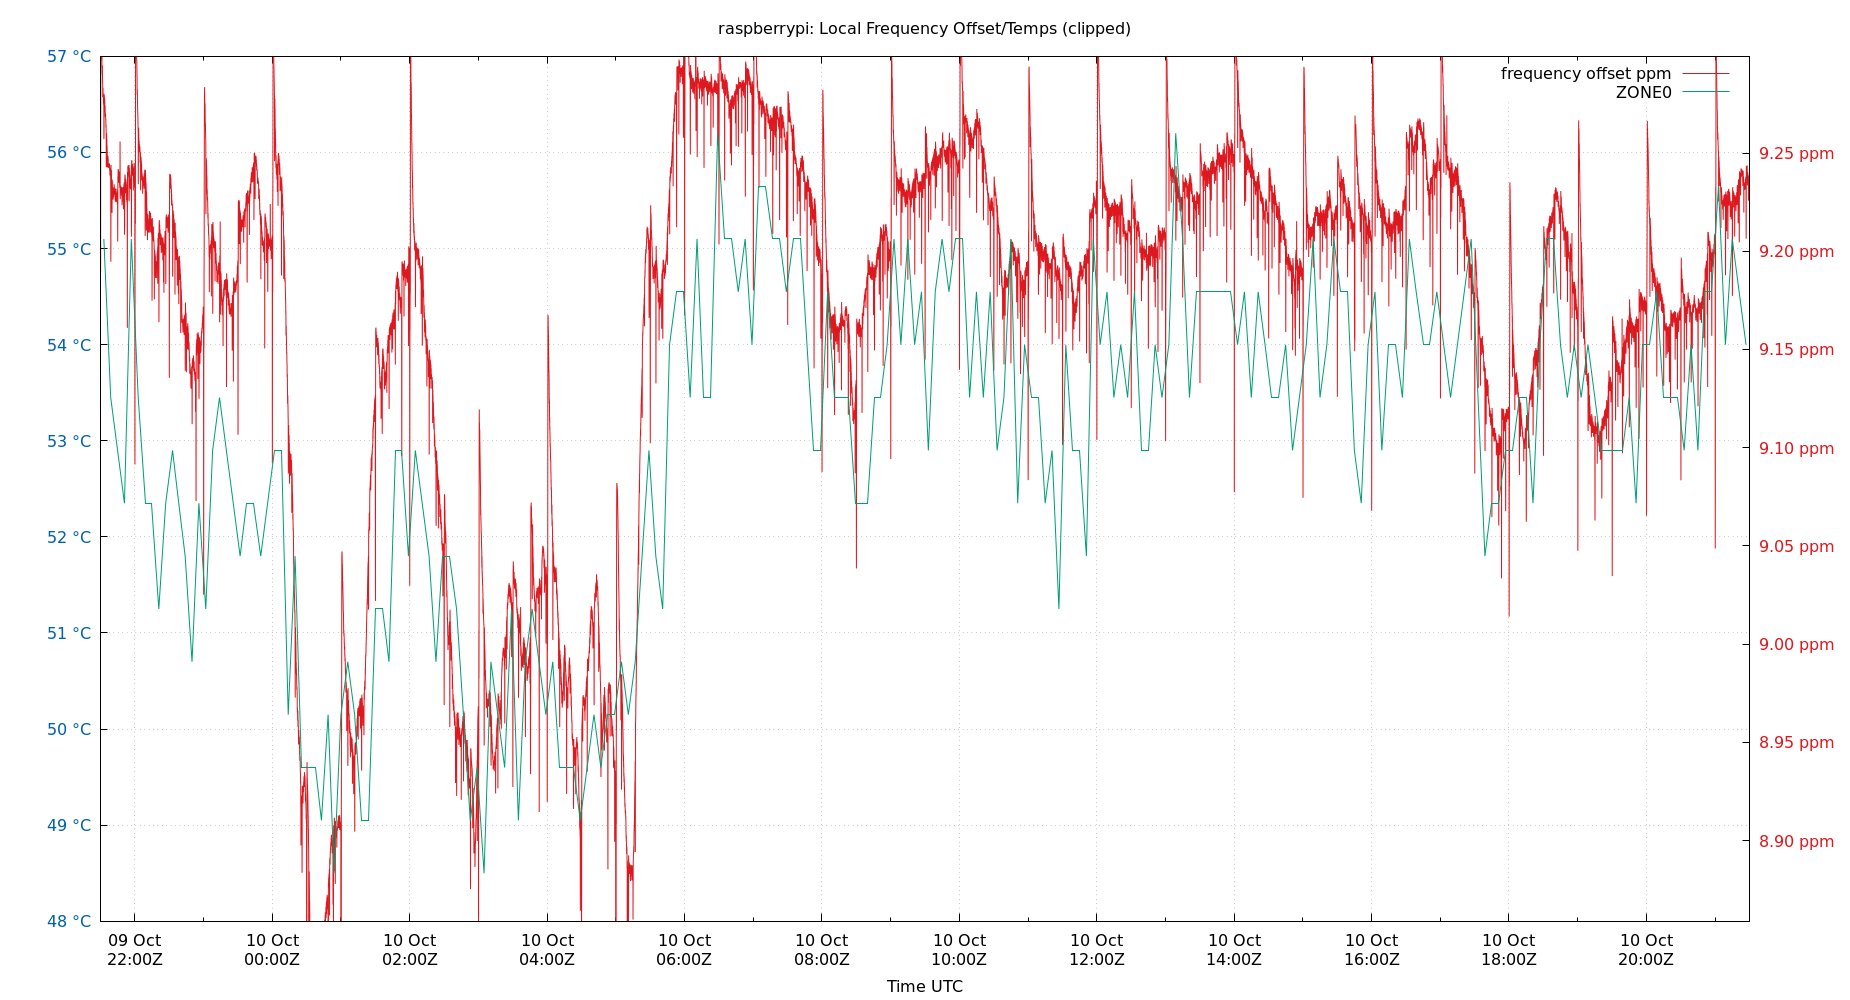 raspberrypi: Local Frequency Offset/Temps (clipped)
frequency offset ppm
ZONE0
57 °C
56 °C
55 °C
54 °C
53 °C
52 °C
51 °C
50 °C
49 °C
48 °C
9.25 ppm
9.20 ppm
9.15 ppm
9.10 ppm
9.05 ppm
9.00 ppm
8.95 ppm
8.90 ppm
09 Oct 10 Oct 10 Oct 10 Oct 10 Oct 10 Oct 10 Oct 10 Oct 10 Oct 10 Oct 10 Oct 10 Oct
22:00Z 00:00Z 02:00Z 04:00Z 06:00Z 08:00Z 10:00Z 12:00Z 14:00Z 16:00Z 18:00Z 20:00Z
Time UTC